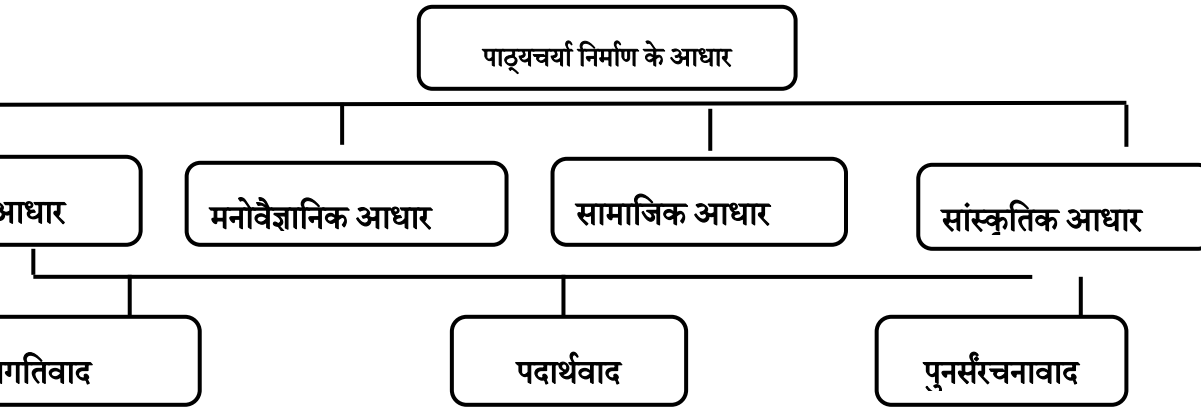 पाठ्यचर्या निर्माण के आधार
आधार
मनोवैज्ञानिक आधार
सामाजिक आधार
सांस्कृतिक आधार
गतिवाद
पदार्थवाद
पुनर्संरचनावाद